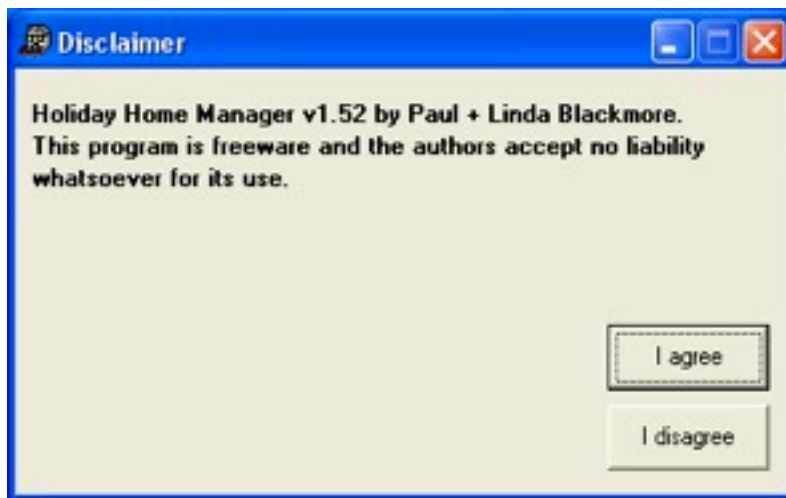 Disclaimer
Holiday Home Manager v1.52 by Paul + Linda Blackmore.
This program is freeware and the authors accept no liability
whatsoever for its use.
I agree
I disagree